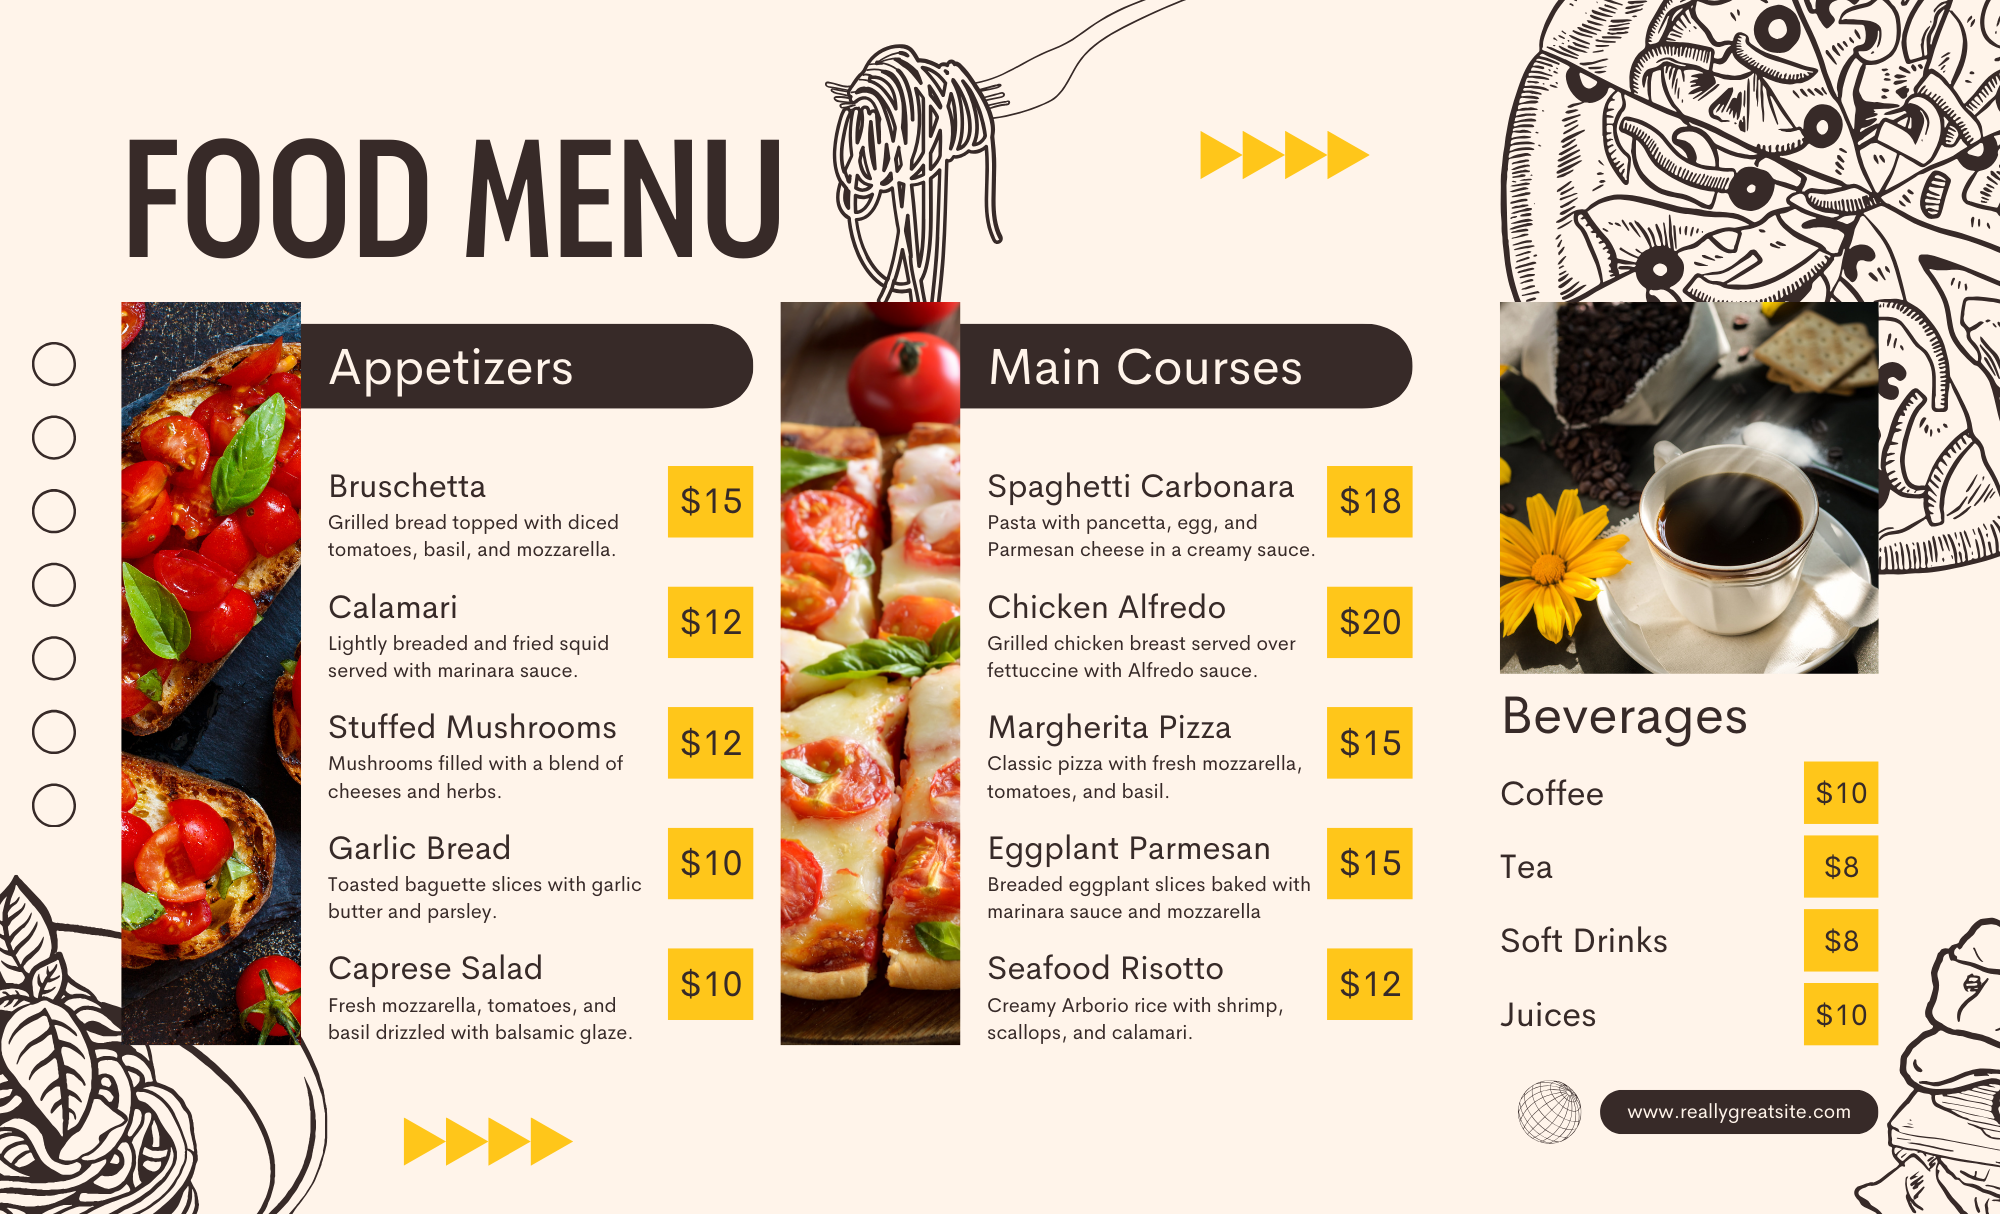 FOOD MENU
Appetizers
Bruschetta
$15
Grilled bread topped with diced
tomatoes, basil, and mozzarella.
Calamari
$12
Lightly breaded and fried squid
served with marinara sauce.
Stuffed Mushrooms
$12
Mushrooms filled with a blend of
cheeses and herbs.
Garlic Bread
$10
Toasted baguette slices with garlic
butter and parsley.
Caprese Salad
$10
Fresh mozzarella, tomatoes, and
basil drizzled with balsamic glaze.
Main Courses
Spaghetti Carbonara
$18
Pasta with pancetta, egg, and
Parmesan cheese in a creamy sauce.
Chicken Alfredo
$20
Grilled chicken breast served over
fettuccine with Alfredo sauce.
Margherita Pizza
$15
Classic pizza with fresh mozzarella,
tomatoes, and basil.
Eggplant Parmesan
$15
Breaded eggplant slices baked with
marinara sauce and mozzarella
Seafood Risotto
$12
Creamy Arborio rice with shrimp,
scallops, and calamari.
Beverages
Coffee $10
Tea $8
Soft Drinks $8
Juices $10
www.reallygreatsite.com